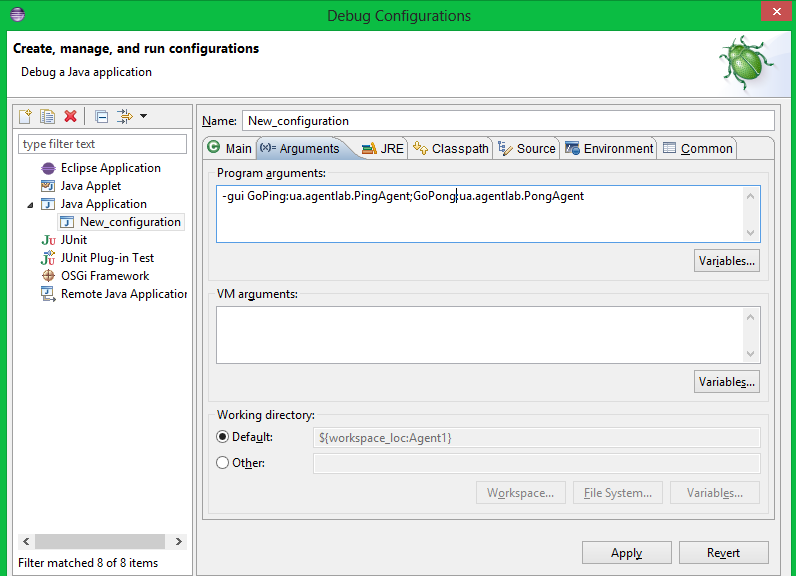 Debug Configurations
Create, manage, and run configurations
Debug a Java application
type filter text
Eclipse Application
Java Applet
Java Application
New_configuration
JUnit
JUnit Plug-in Test
OSGi Framework
Remote Java Application
Filter matched 8 of 8 items
Name: New_configuration
Main (x)= Arguments JRE Classpath Source Environment Common
Program arguments:
-gui GoPing:ua.agentlab.PingAgent;GoPong:ua.agentlab.PongAgent
Variables...
VM arguments:
Variables...
Working directory:
Default: ${workspace_loc:Agent1}
Other:
Workspace... File System... Variables...
Apply Revert